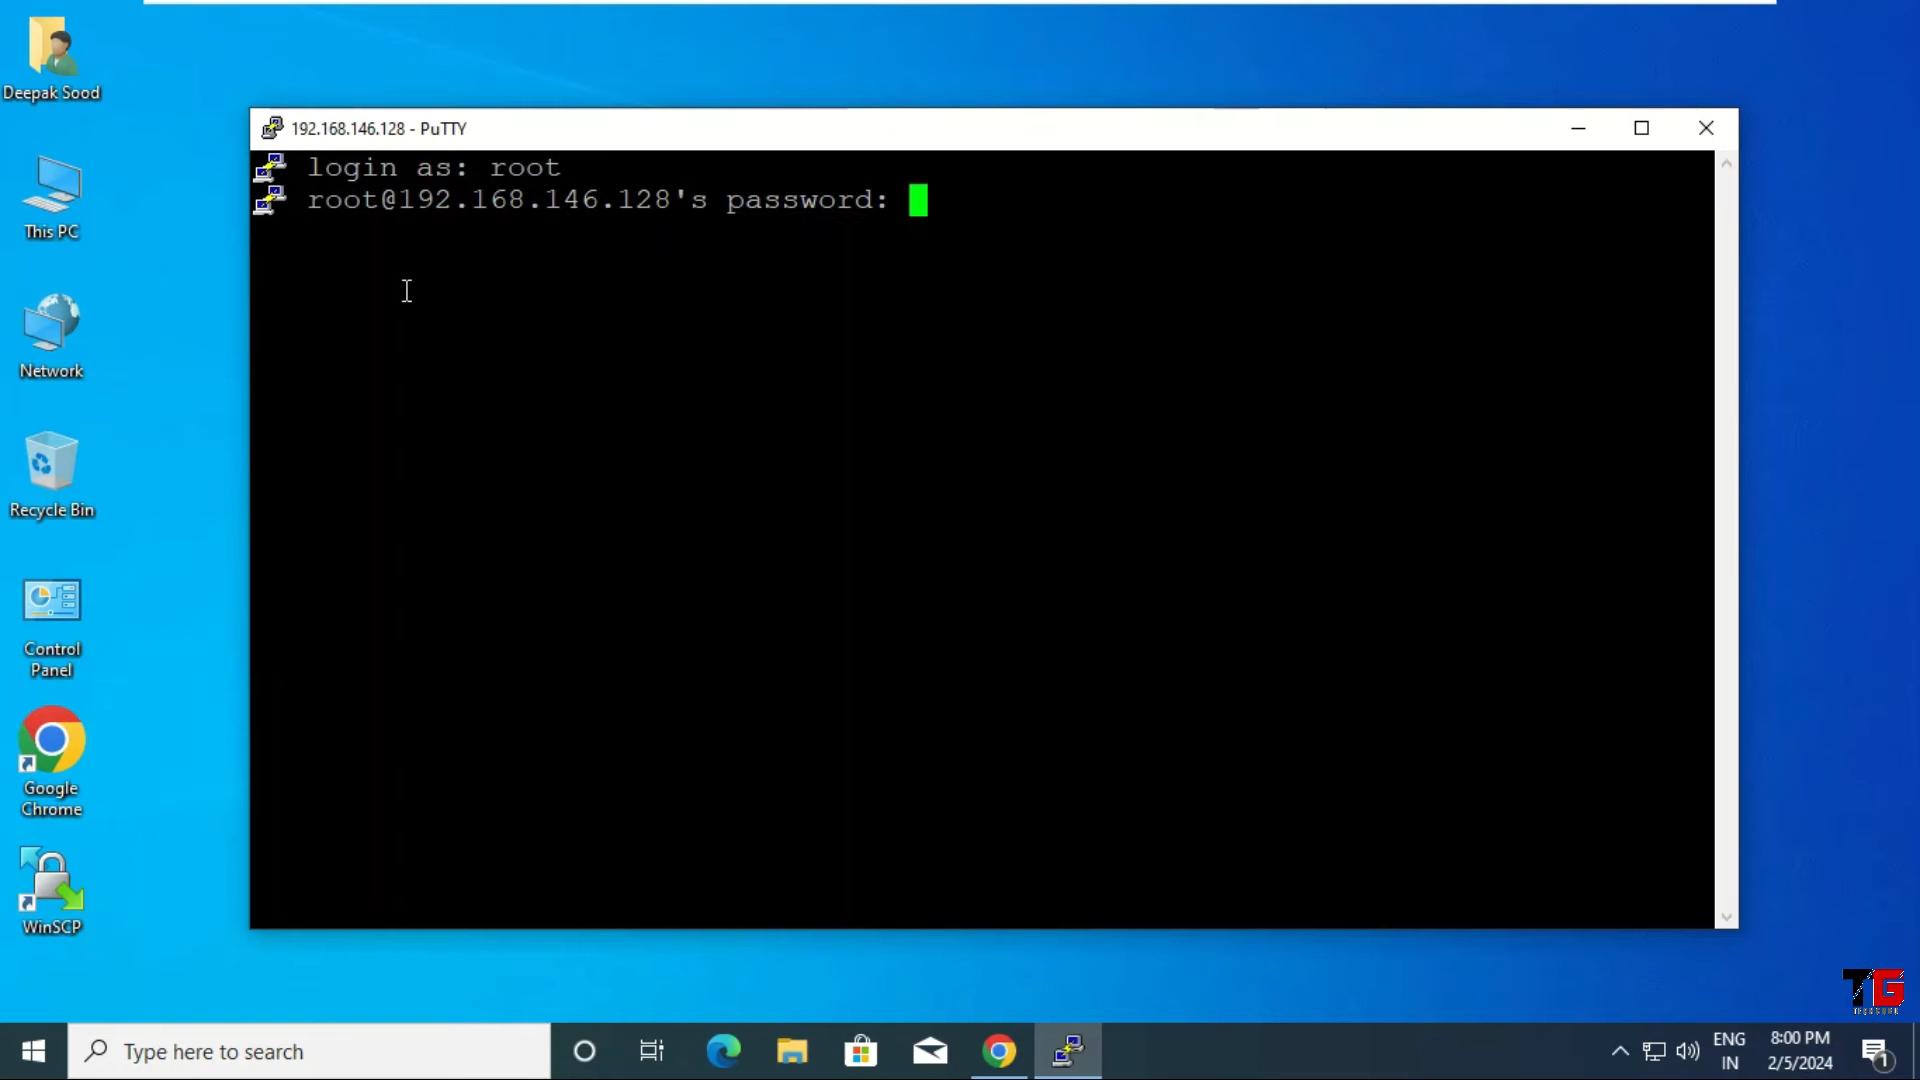 Deepak Sood
This PC
Network
Recycle Bin
Control
Panel
Google
Chrome
WinSCP
192.168.146.128 - PuTTY
login as: root
root@192.168.146.128's password:
TG
Type here to search
ENG
IN
8:00 PM
2/5/2024
1